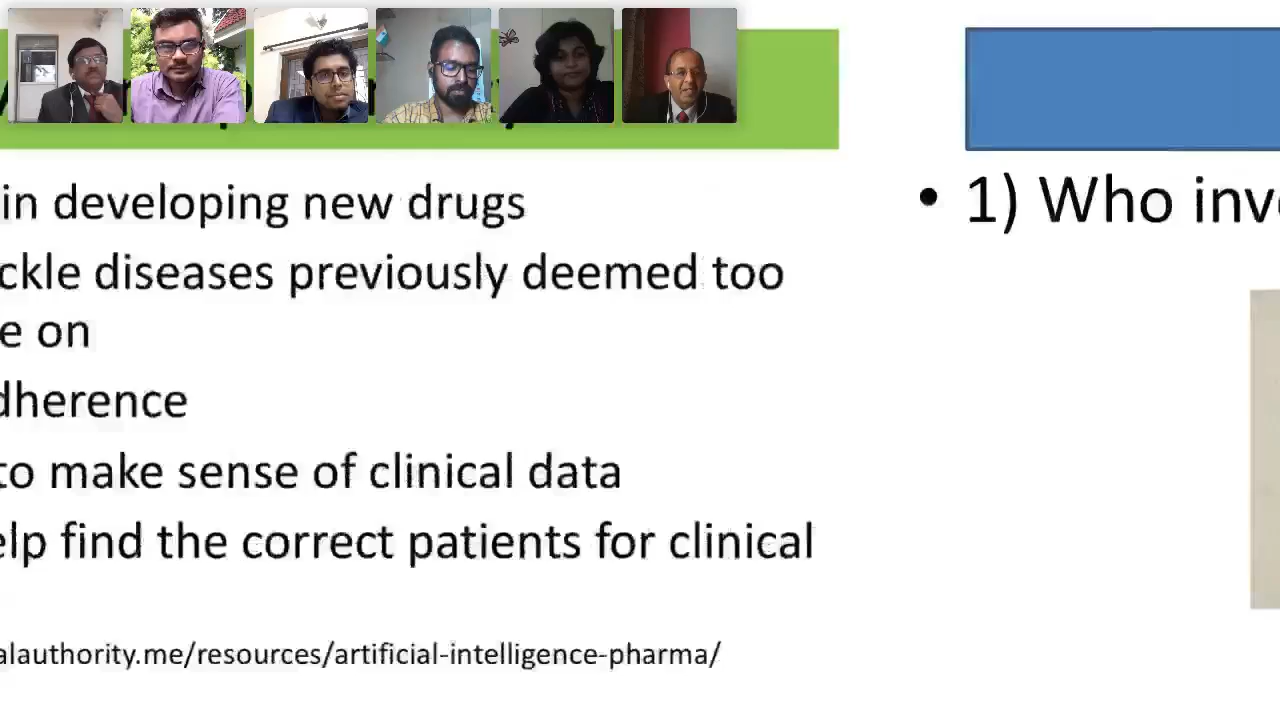 in developing new drugs
ckle diseases previously deemed too
e on
dherence
to make sense of clinical data
elp find the correct patients for clinical
alauthority.me/resources/artificial-intelligence-pharma/
• 1) Who inv